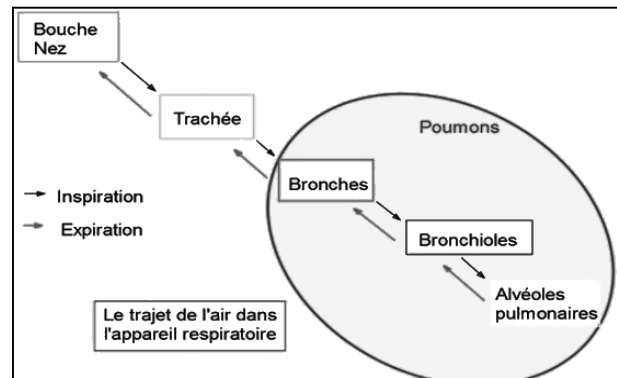 Bouche
Nez
Trachée
Poumons
Bronches
Inspiration
Expiration
Bronchioles
Alvéoles
pulmonaires
Le trajet de l'air dans
l'appareil respiratoire